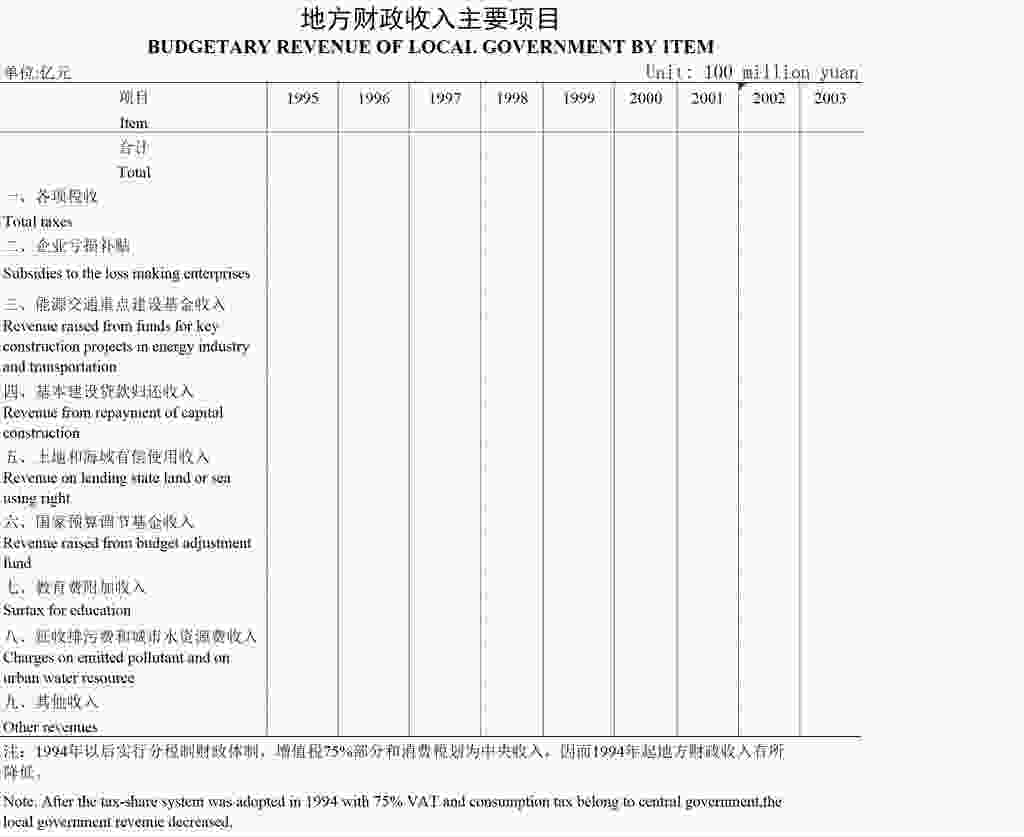 地方财政收入主要项目
BUDGETARY REVENUE OF LOCAL GOVERNMENT BY ITEM
单位:亿元 Unit: 100 million yuan
项目 1995 1996 1997 1998 1999 2000 2001 2002 2003
Item
合计
Total
一、各项税收
Total taxes
二、企业亏损补贴
Subsidies to the loss making enterprises
三、能源交通重点建设基金收入
Revenue raised from funds for key
construction projects in energy industry
and transportation
四、基本建设贷款归还收入
Revenue from repayment of capital
construction
五、土地和海域有偿使用收入
Revenue on lending state land or sea
using right
六、国家预算调节基金收入
Revenue raised from budget adjustment
fund
七、教育费附加收入
Surtax for education
八、征收排污费和城市水资源费收入
Charges on emitted pollutant and on
urban water resource
九、其他收入
Other revenues
注：1994年以后实行分税制财政体制，增值税75%部分和消费税划为中央收入，因而1994年起地方财政收入有所
降低。
Note. After the tax-share system was adopted in 1994 with 75% VAT and consumption tax belong to central government,the
local government revenue decreased.